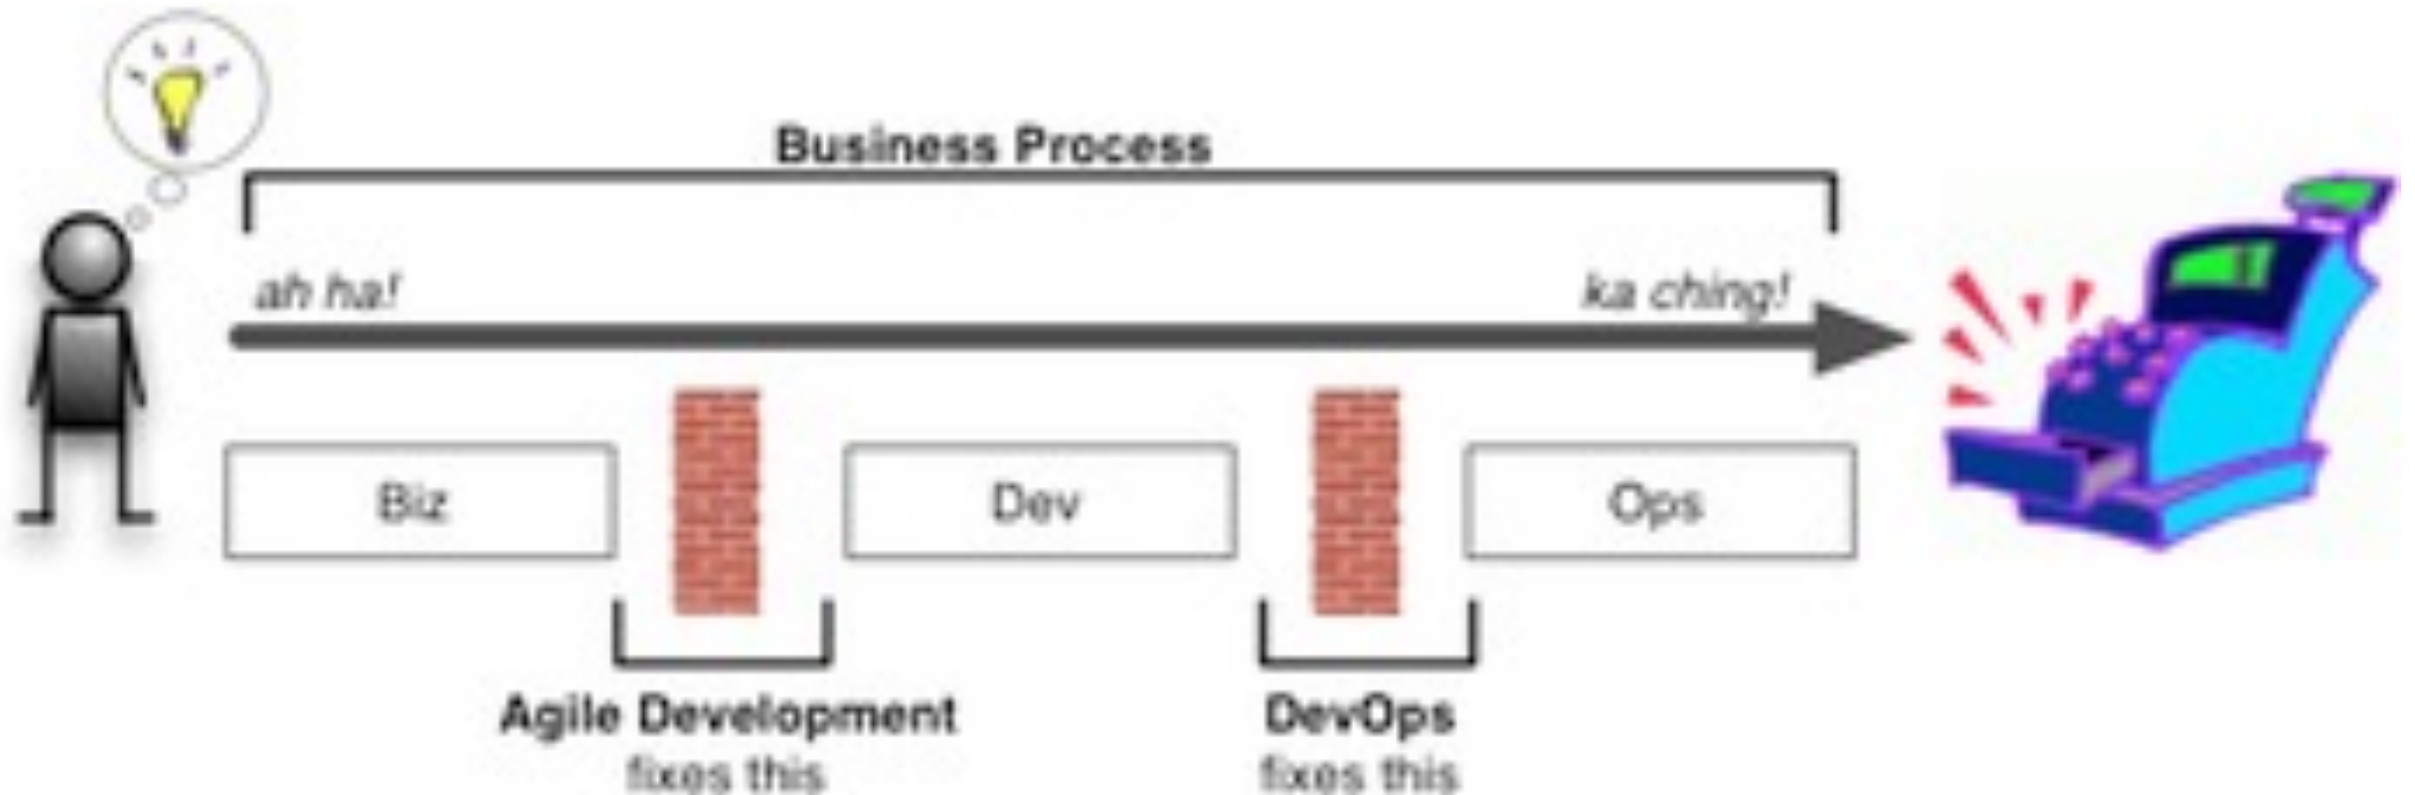 Business Process
ah ha!
ka ching!
Biz
Dev
Ops
Agile Development
fixes this
DevOps
fixes this